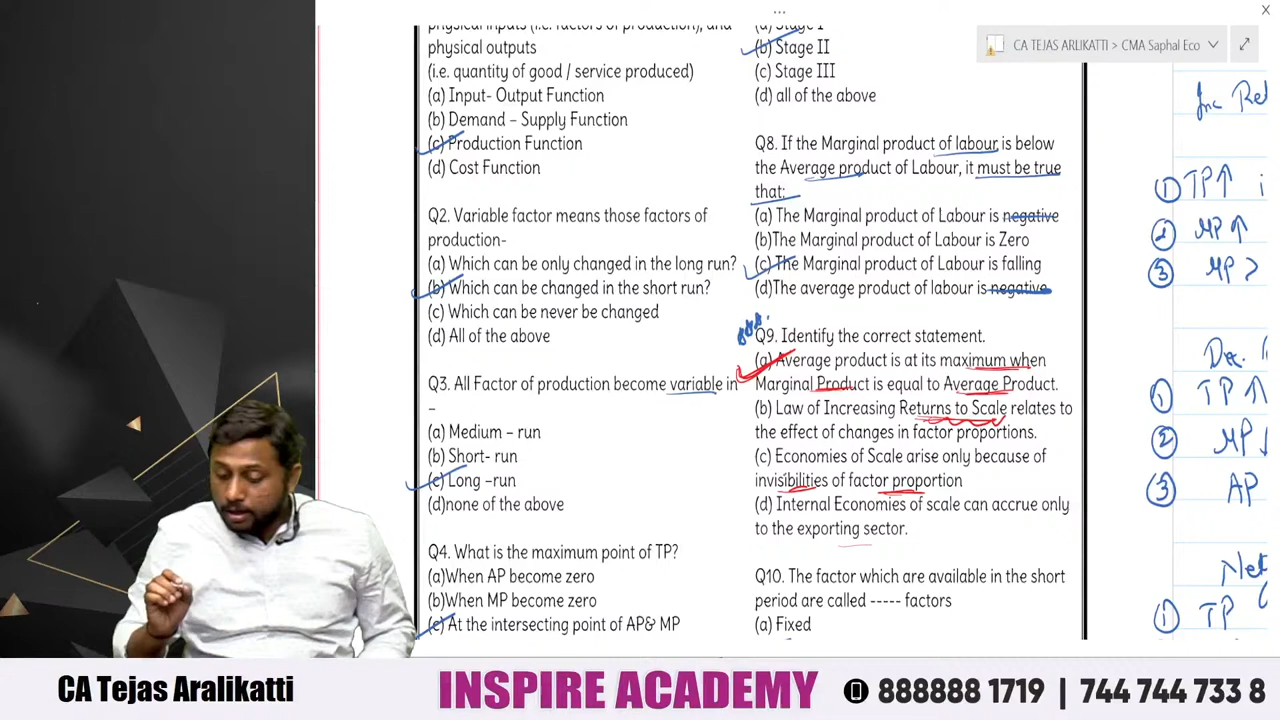 ...
X
CA TEJAS ARLIKATTI > CMA Saphal Eco
physical inputs (i.e. factors of production), and
physical outputs
(i.e. quantity of good / service produced)
(a) Input- Output Function
(b) Demand – Supply Function
(c) Production Function
(d) Cost Function
Q2. Variable factor means those factors of
production-
(a) Which can be only changed in the long run?
(b) Which can be changed in the short run?
(c) Which can be never be changed
(d) All of the above
Q3. All Factor of production become variable in
–
(a) Medium – run
(b) Short- run
(c) Long –run
(d)none of the above
Q4. What is the maximum point of TP?
(a)When AP become zero
(b)When MP become zero
(c) At the intersecting point of AP& MP
(a) Stage I
(b) Stage II
(c) Stage III
(d) all of the above
Q8. If the Marginal product of labour, is below
the Average product of Labour, it must be true
that:
(a) The Marginal product of Labour is negative
(b)The Marginal product of Labour is Zero
(c) The Marginal product of Labour is falling
(d)The average product of labour is negative
Q9. Identify the correct statement.
(a) Average product is at its maximum when
Marginal Product is equal to Average Product.
(b) Law of Increasing Returns to Scale relates to
the effect of changes in factor proportions.
(c) Economies of Scale arise only because of
invisibilities of factor proportion
(d) Internal Economies of scale can accrue only
to the exporting sector.
Q10. The factor which are available in the short
period are called ----- factors
(a) Fixed
Inc Ret
① TP↑ i
② MP↑
③ MP >
① TP↑
② MP↓
③ AP
① TP
CA Tejas Aralikatti
INSPIRE ACADEMY
888888 1719 | 744 744 733 8